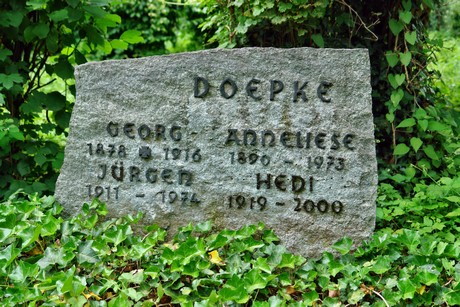 DOEPKE
GEORG ANNELIESE
1878 1916 1890 - 1973
JÜRGEN HEDI
1911 - 1974 1919 - 2000